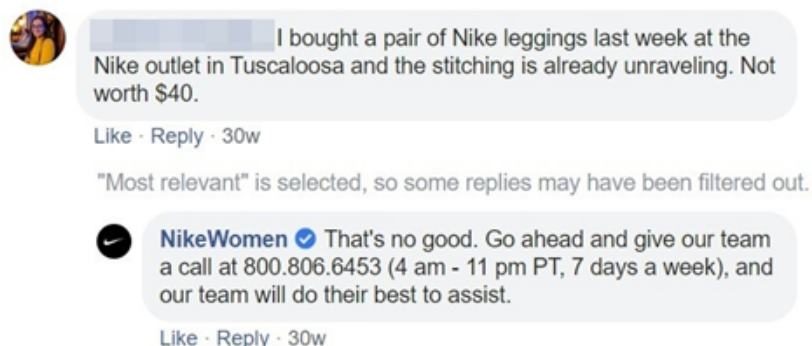 I bought a pair of Nike leggings last week at the
Nike outlet in Tuscaloosa and the stitching is already unraveling. Not
worth $40.
Like · Reply · 30w
"Most relevant" is selected, so some replies may have been filtered out.
NikeWomen That's no good. Go ahead and give our team
a call at 800.806.6453 (4 am - 11 pm PT, 7 days a week), and
our team will do their best to assist.
Like · Reply · 30w